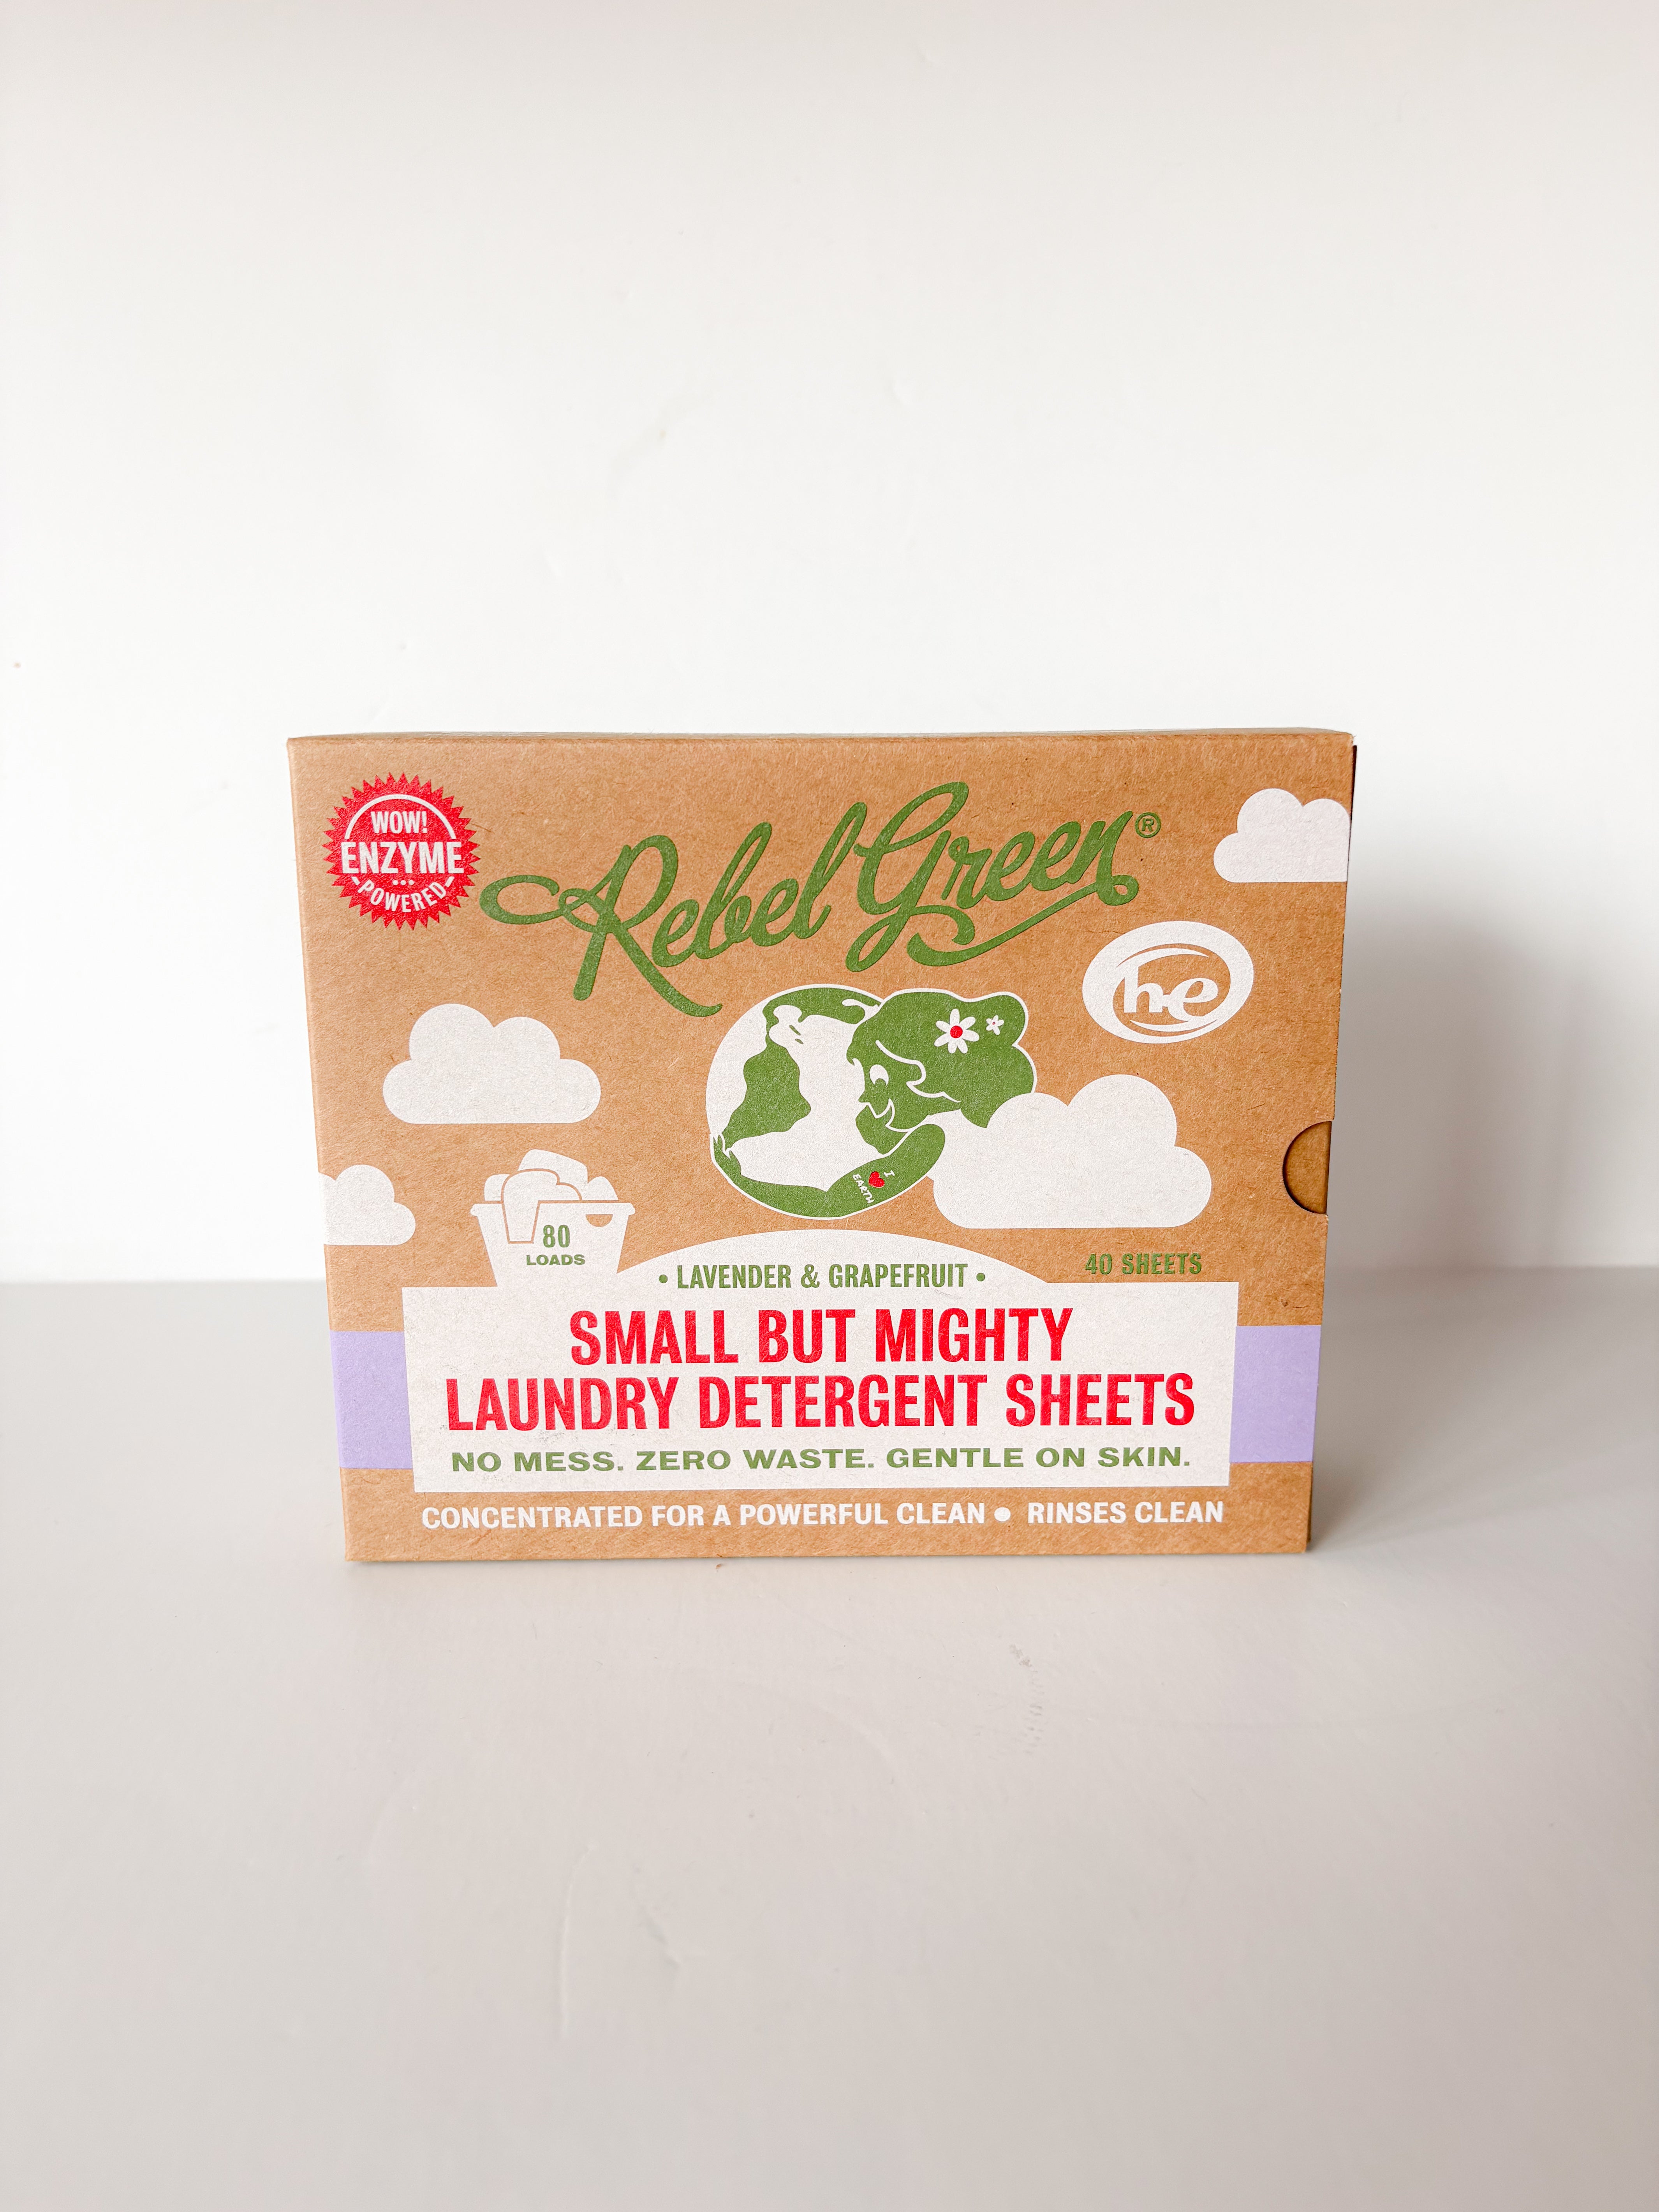 WOW!
ENZYME
POWERED
Rebel Green®
he
I ♥
EARTH
80
LOADS
• LAVENDER & GRAPEFRUIT •
40 SHEETS
SMALL BUT MIGHTY
LAUNDRY DETERGENT SHEETS
NO MESS. ZERO WASTE. GENTLE ON SKIN.
CONCENTRATED FOR A POWERFUL CLEAN ● RINSES CLEAN